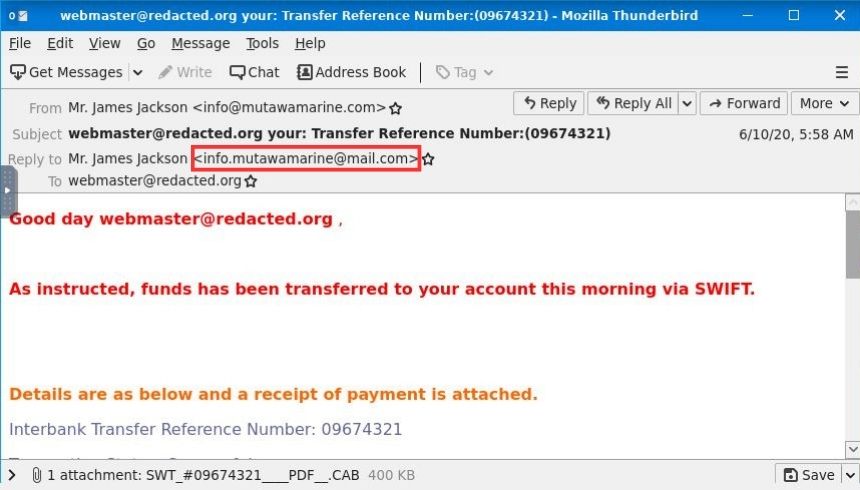 webmaster@redacted.org your: Transfer Reference Number:(09674321) - Mozilla Thunderbird
File Edit View Go Message Tools Help
Get Messages Write Chat Address Book Tag
From Mr. James Jackson <info@mutawamarine.com> Reply Reply All Forward More
Subject webmaster@redacted.org your: Transfer Reference Number:(09674321) 6/10/20, 5:58 AM
Reply to Mr. James Jackson <info.mutawamarine@mail.com>
To webmaster@redacted.org
Good day webmaster@redacted.org ,
As instructed, funds has been transferred to your account this morning via SWIFT.
Details are as below and a receipt of payment is attached.
Interbank Transfer Reference Number: 09674321
1 attachment: SWT_#09674321____PDF__.CAB 400 KB Save